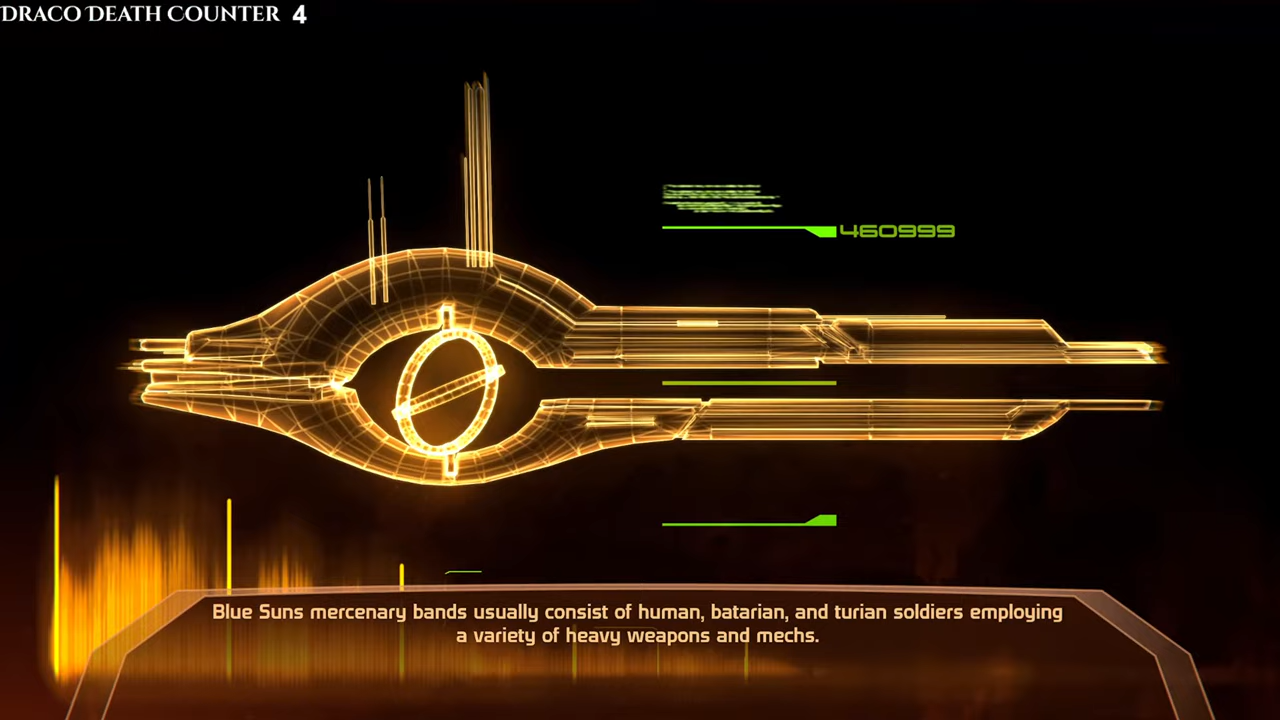 Draco Death Counter 4
460999
Blue Suns mercenary bands usually consist of human, batarian, and turian soldiers employing
a variety of heavy weapons and mechs.